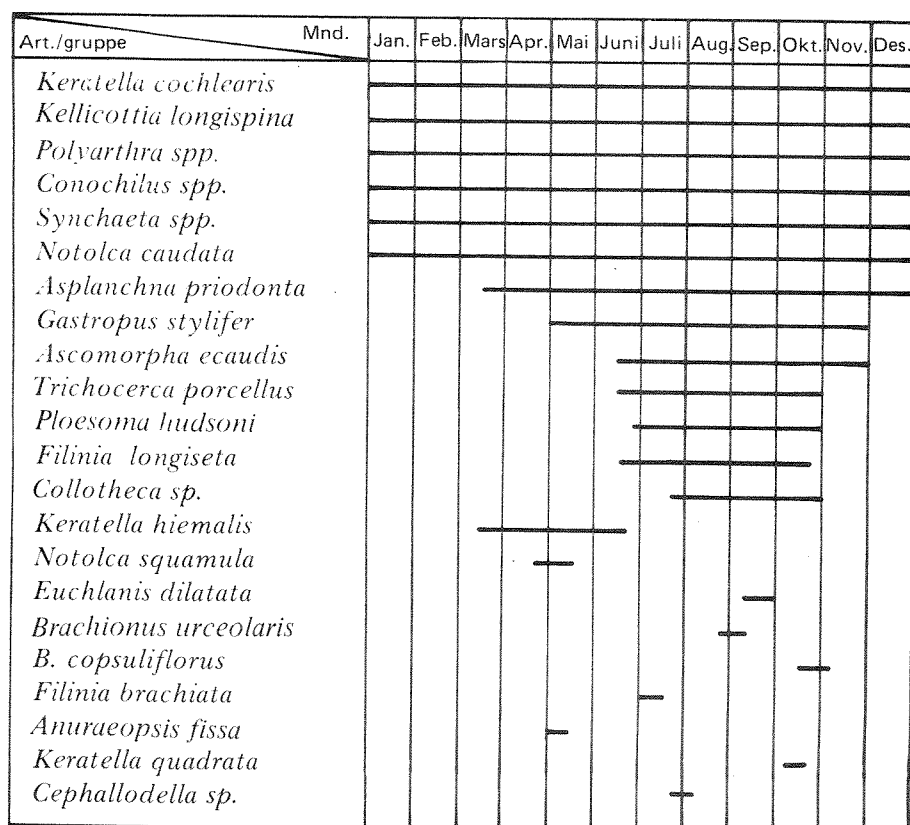 Art./gruppe Mnd. Jan. Feb. Mars Apr. Mai Juni Juli Aug. Sep. Okt. Nov. Des.
Keratella cochlearis
Kellicottia longispina
Polyarthra spp.
Conochilus spp.
Synchaeta spp.
Notolca caudata
Asplanchna priodonta
Gastropus stylifer
Ascomorpha ecaudis
Trichocerca porcellus
Ploesoma hudsoni
Filinia longiseta
Collotheca sp.
Keratella hiemalis
Notolca squamula
Euchlanis dilatata
Brachionus urceolaris
B. copsuliflorus
Filinia brachiata
Anuraeopsis fissa
Keratella quadrata
Cephallodella sp.